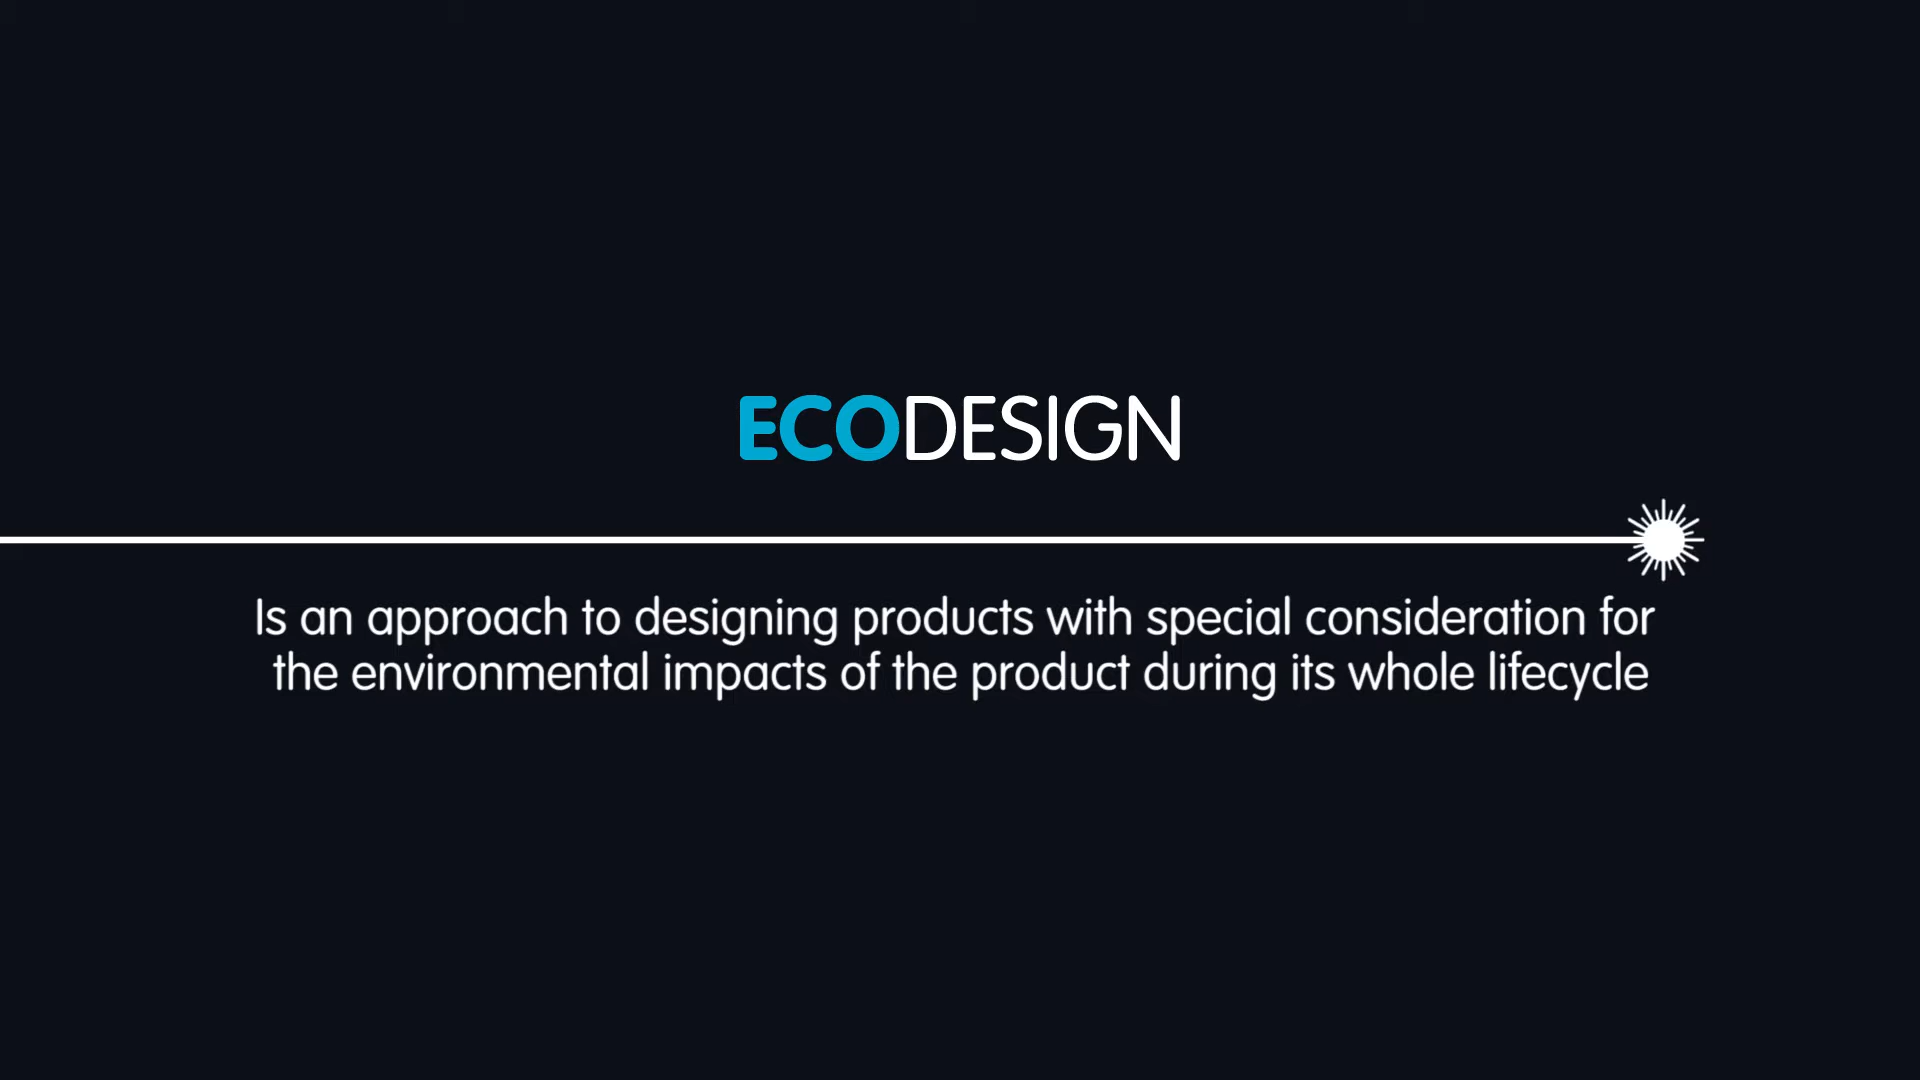 ECODESIGN
Is an approach to designing products with special consideration for
the environmental impacts of the product during its whole lifecycle